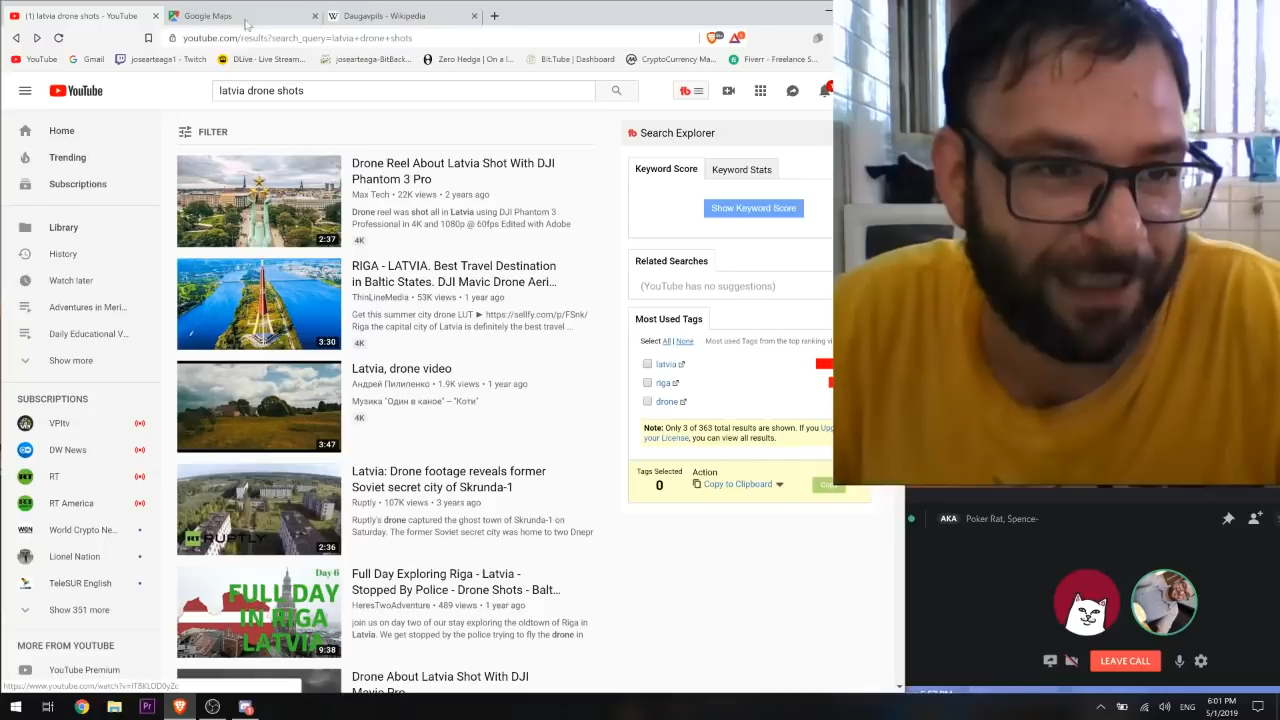 (1) latvia drone shots - YouTube
Google Maps
Daugavpils - Wikipedia
youtube.com/results?search_query=latvia+drone+shots
YouTube
Gmail
josearteaga1 - Twitch
DLive · Live Stream...
josearteaga-BitBack...
Zero Hedge | On a l...
Bit.Tube | Dashboard
CryptoCurrency Ma...
Fiverr - Freelance S...
YouTube
latvia drone shots
Home
Trending
Subscriptions
Library
History
Watch later
Adventures in Meri...
Daily Educational V...
Show more
SUBSCRIPTIONS
VPItv
DW News
RT
RT America
World Crypto Ne...
Lionel Nation
TeleSUR English
Show 351 more
MORE FROM YOUTUBE
YouTube Premium
FILTER
2:37
Drone Reel About Latvia Shot With DJI
Phantom 3 Pro
Max Tech • 22K views • 2 years ago
Drone reel was shot all in Latvia using DJI Phantom 3
Professional in 4K and 1080p @ 60fps Edited with Adobe
4K
3:30
RIGA - LATVIA. Best Travel Destination
in Baltic States. DJI Mavic Drone Aeri...
ThinLineMedia • 53K views • 1 year ago
Get this summer city drone LUT ► https://sellfy.com/p/FSnk/
Riga the capital city of Latvia is definitely the best travel ...
4K
3:47
Latvia, drone video
Андрей Пилипенко • 1.9K views • 1 year ago
Музика "Один в каное" – "Коти"
4K
RUPTLY
2:36
Latvia: Drone footage reveals former
Soviet secret city of Skrunda-1
Ruptly • 107K views • 3 years ago
Ruptly's drone captured the ghost town of Skrunda-1 on
Saturday. The former Soviet secret city was home to two Dnepr
Day 6
FULL DAY
IN RIGA
LATVIA
9:38
Full Day Exploring Riga - Latvia -
Stopped By Police - Drone Shots - Balt...
HeresTwoAdventure • 489 views • 1 year ago
join us on day two of our stay exploring the oldtown of Riga in
Latvia. We get stopped by the police trying to fly the drone in
Drone About Latvia Shot With DJI
Mavic Pro
Search Explorer
Keyword Score
Keyword Stats
Show Keyword Score
Related Searches
(YouTube has no suggestions)
Most Used Tags
Select All | None
Most used Tags from the top ranking vi
latvia
riga
drone
Note: Only 3 of 363 total results are shown. If you Upg
your License, you can view all results.
Tags Selected
0
Action
Copy to Clipboard
AKA Poker Rat, Spence-
LEAVE CALL
ENG
6:01 PM
5/1/2019